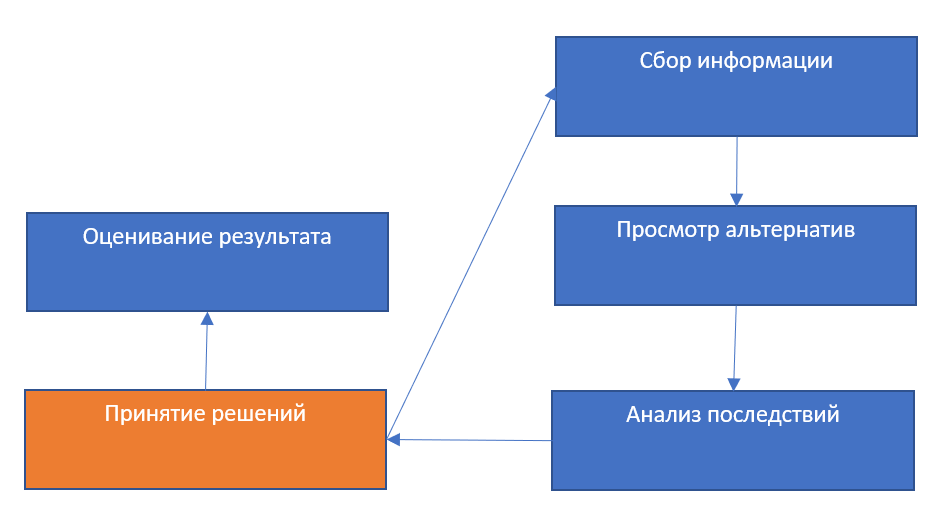 Сбор информации
Просмотр альтернатив
Оценивание результата
Принятие решений
Анализ последствий